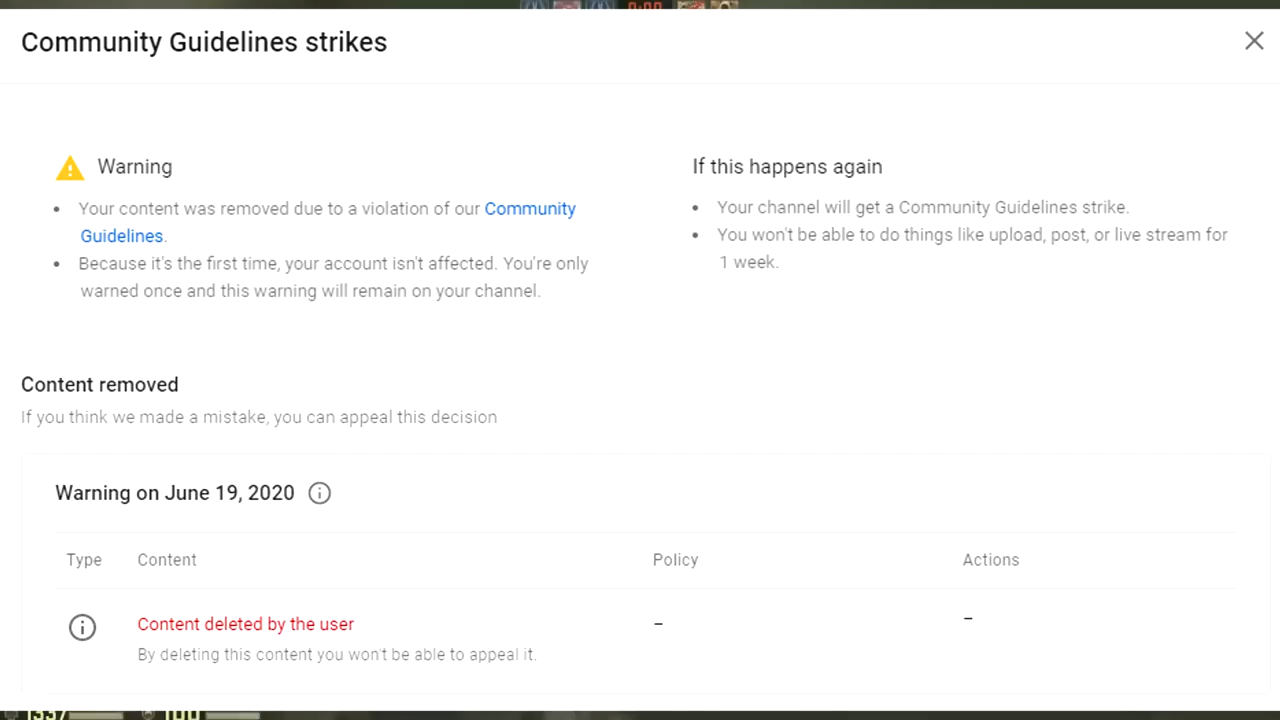 0:00
Community Guidelines strikes
Warning
Your content was removed due to a violation of our Community
Guidelines.
Because it's the first time, your account isn't affected. You're only
warned once and this warning will remain on your channel.
If this happens again
Your channel will get a Community Guidelines strike.
You won't be able to do things like upload, post, or live stream for
1 week.
Content removed
If you think we made a mistake, you can appeal this decision
Warning on June 19, 2020
Type Content Policy Actions
Content deleted by the user – –
By deleting this content you won't be able to appeal it.
1337 100